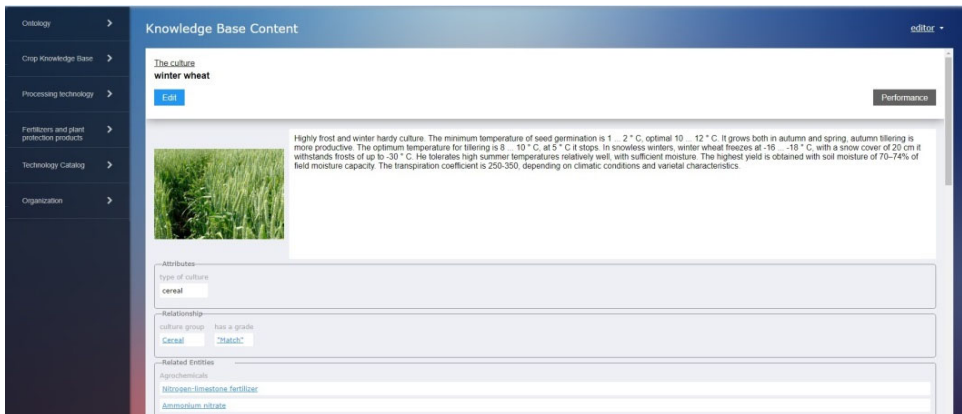 Ontology
Crop Knowledge Base
Processing technology
Fertilizers and plant
protection products
Technology Catalog
Organization
Knowledge Base Content
editor
The culture
winter wheat
Edit
Performance
Highly frost and winter hardy culture. The minimum temperature of seed germination is 1 ... 2 ° C, optimal 10 ... 12 ° C. It grows both in autumn and spring, autumn tillering is
more productive. The optimum temperature for tillering is 8 ... 10 ° C, at 5 ° C it stops. In snowless winters, winter wheat freezes at -16 ... -18 ° C, with a snow cover of 20 cm it
withstands frosts of up to -30 ° C. He tolerates high summer temperatures relatively well, with sufficient moisture. The highest yield is obtained with soil moisture of 70–74% of
field moisture capacity. The transpiration coefficient is 250-350, depending on climatic conditions and varietal characteristics.
Attributes
type of culture
cereal
Relationship
culture group has a grade
Cereal "Hatch"
Related Entities
Agrochemicals
Nitrogen-limestone fertilizer
Ammonium nitrate